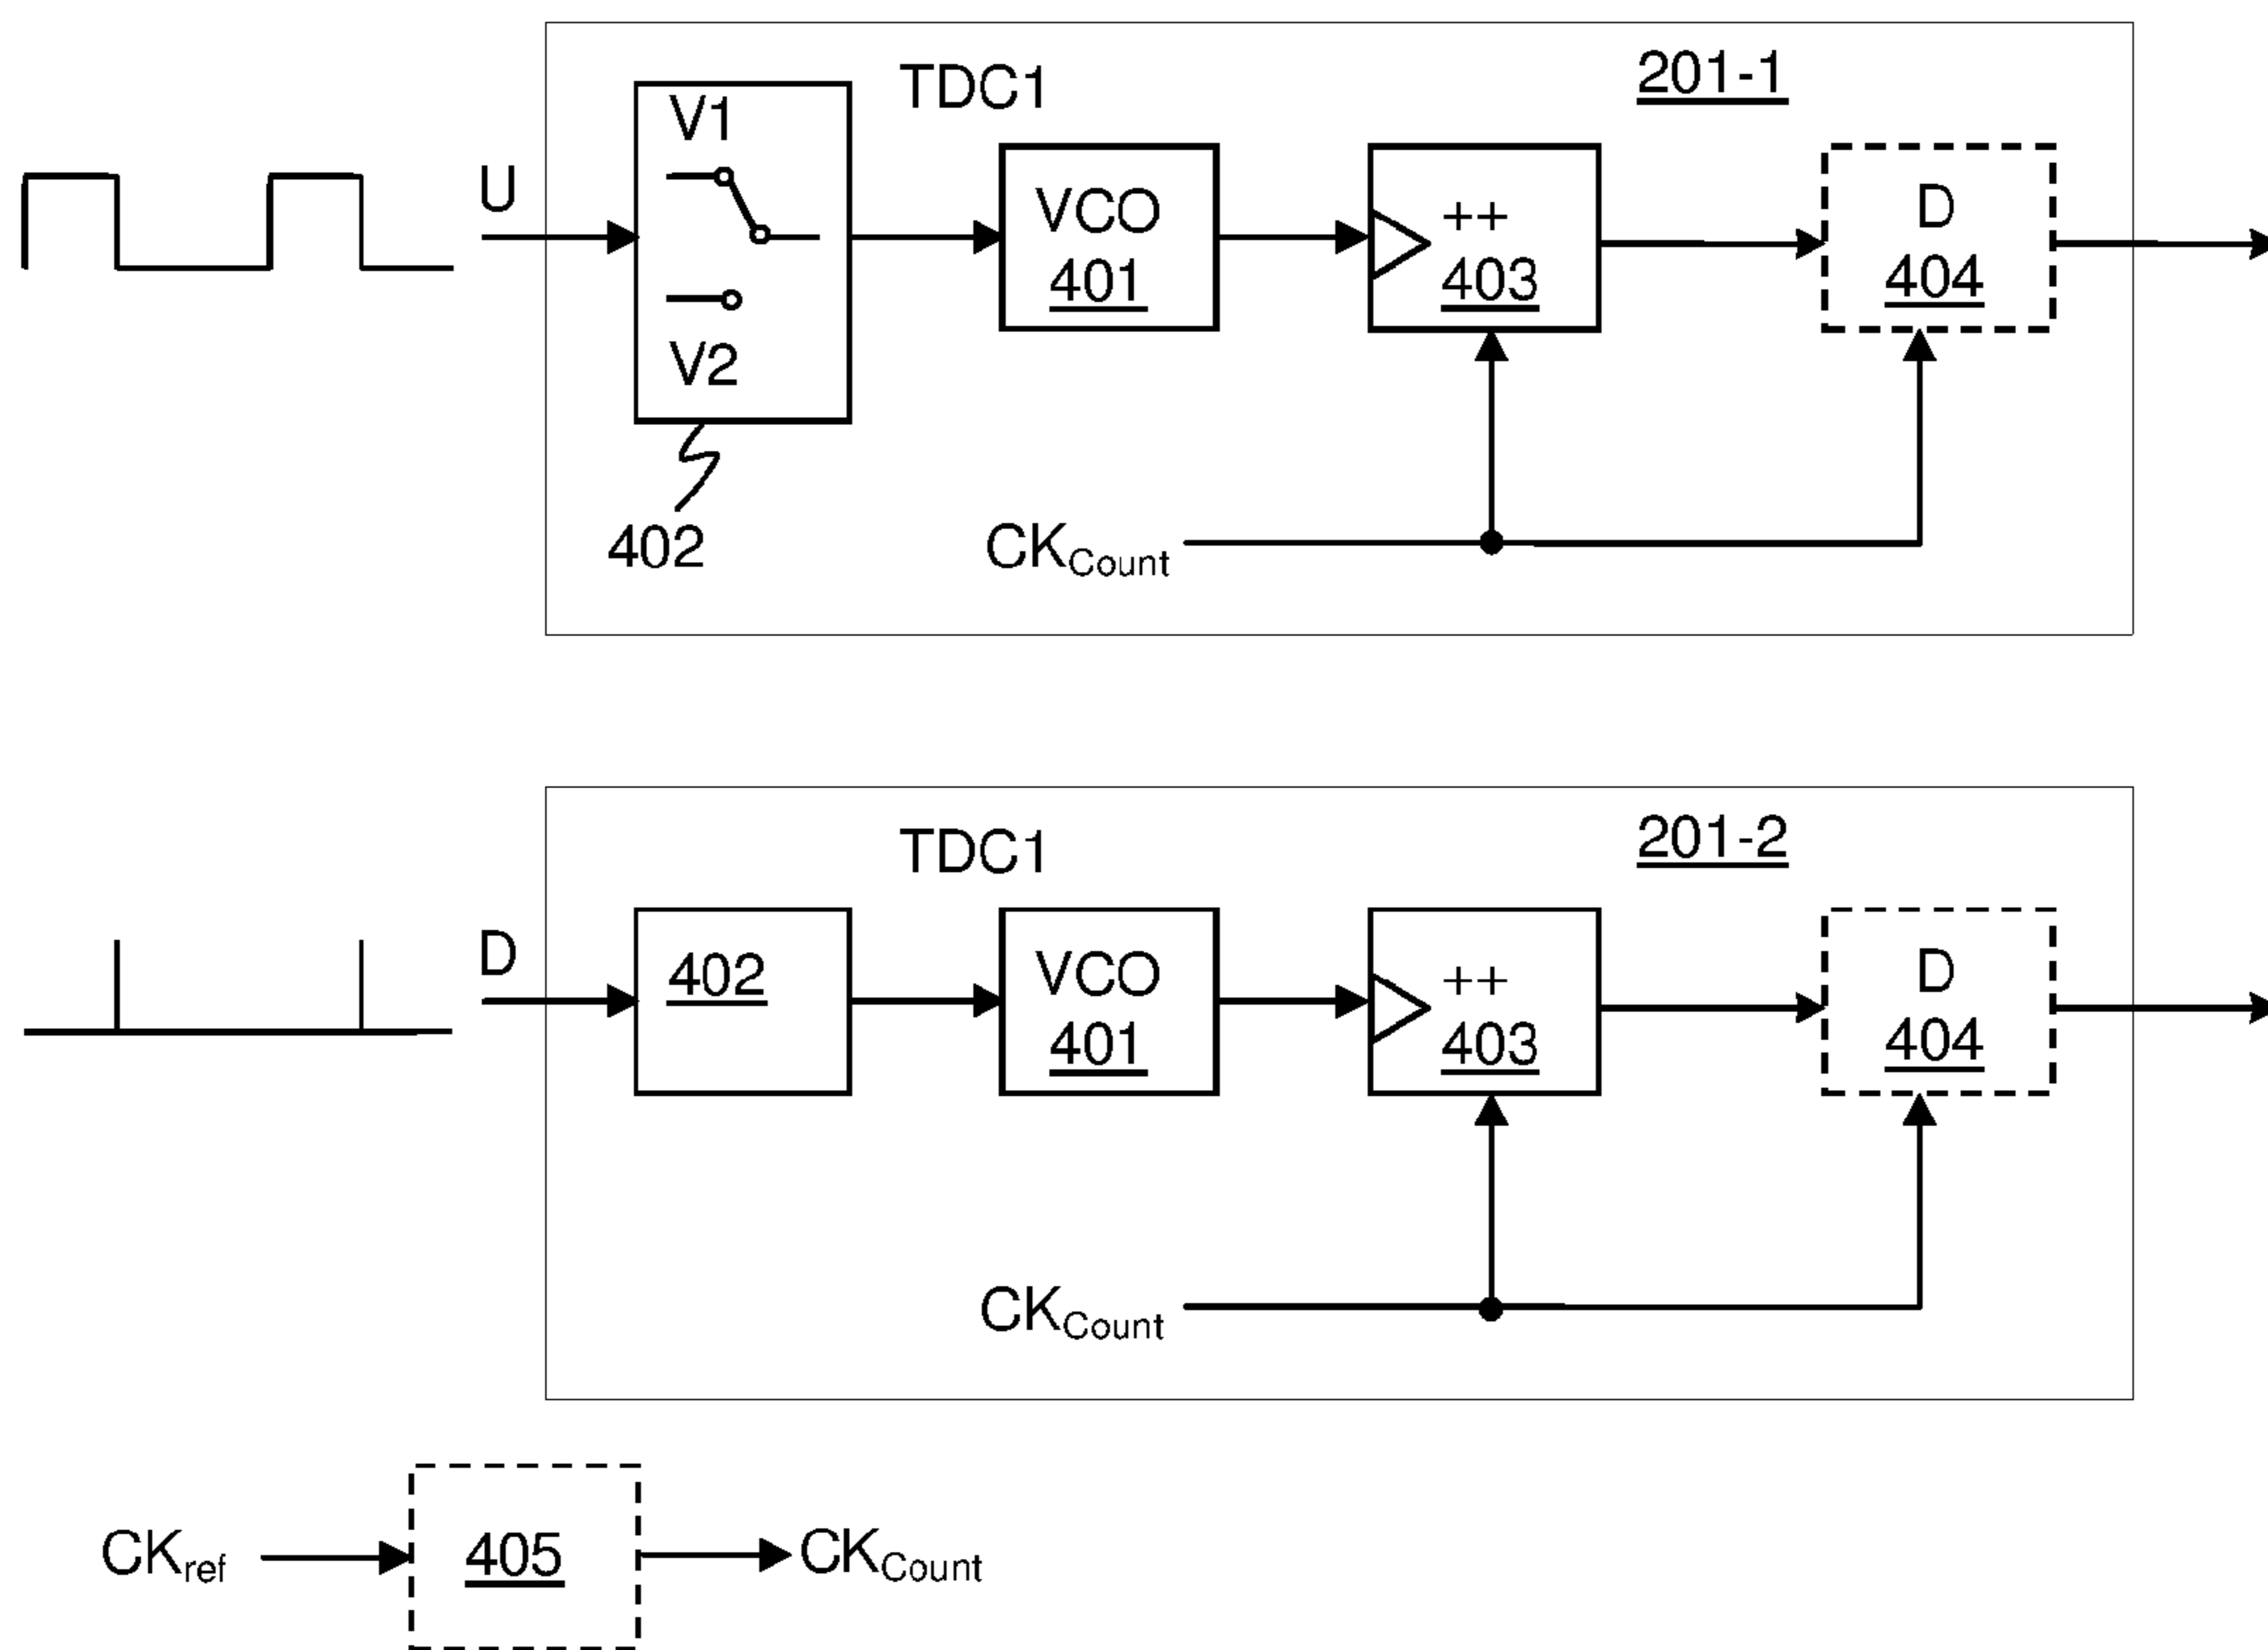 TDC1
201-1
U
V1
V2
402
VCO
401
++
403
D
404
CKCount
TDC1
201-2
D
402
VCO
401
++
403
D
404
CKCount
CKref
405
CKCount